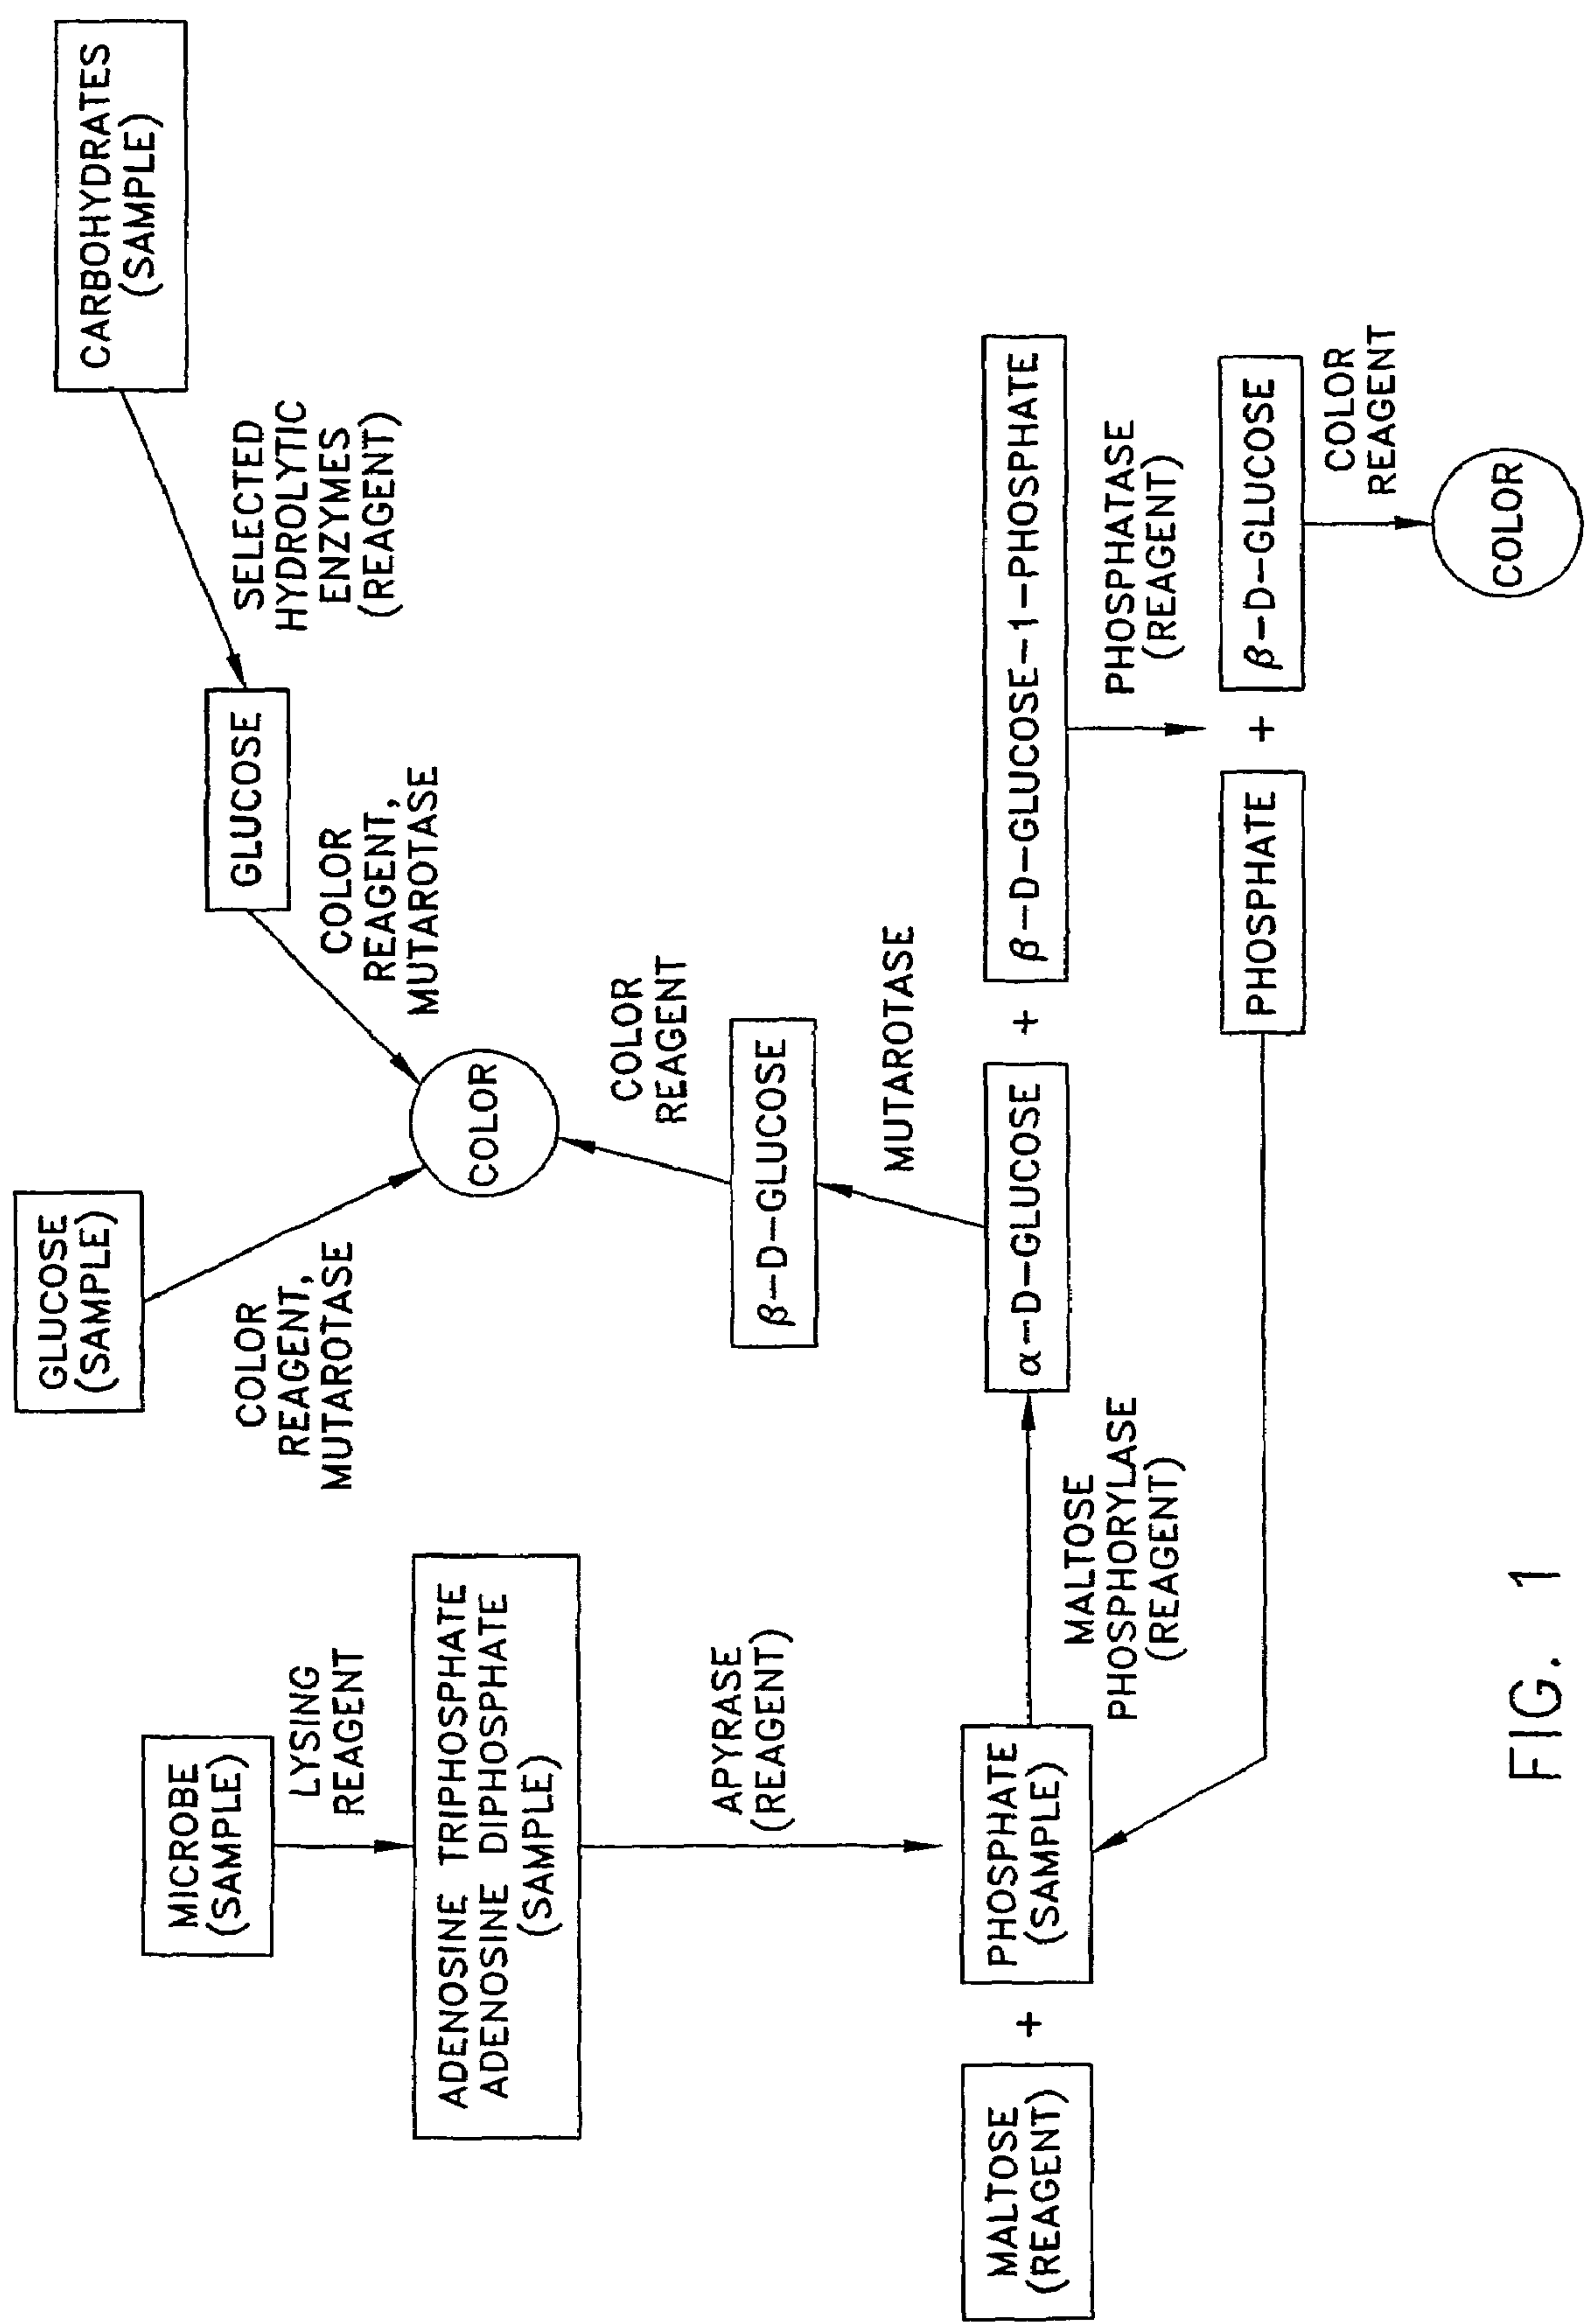 CARBOHYDRATES
(SAMPLE)
SELECTED
HYDROLYTIC
ENZYMES
(REAGENT)
GLUCOSE
COLOR
REAGENT,
MUTAROTASE
GLUCOSE
(SAMPLE)
COLOR
REAGENT,
MUTAROTASE
COLOR
COLOR
REAGENT
β-D-GLUCOSE
MUTAROTASE
MICROBE
(SAMPLE)
LYSING
REAGENT
ADENOSINE TRIPHOSPHATE
ADENOSINE DIPHOSPHATE
(SAMPLE)
APYRASE
(REAGENT)
MALTOSE
(REAGENT)
+
PHOSPHATE
(SAMPLE)
MALTOSE
PHOSPHORYLASE
(REAGENT)
α-D-GLUCOSE
+
β-D-GLUCOSE-1-PHOSPHATE
PHOSPHATASE
(REAGENT)
PHOSPHATE
+
β-D-GLUCOSE
COLOR
REAGENT
COLOR
FIG. 1